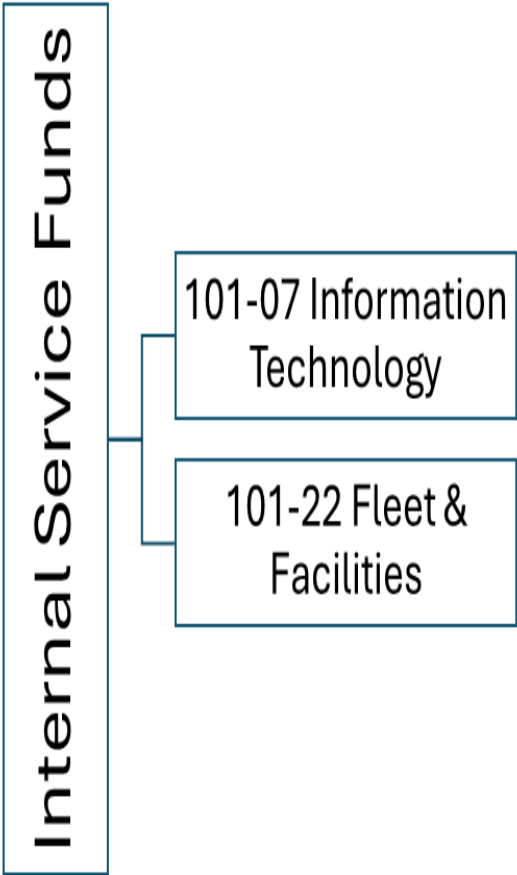 Internal Service Funds
101-07 Information
Technology
101-22 Fleet &
Facilities